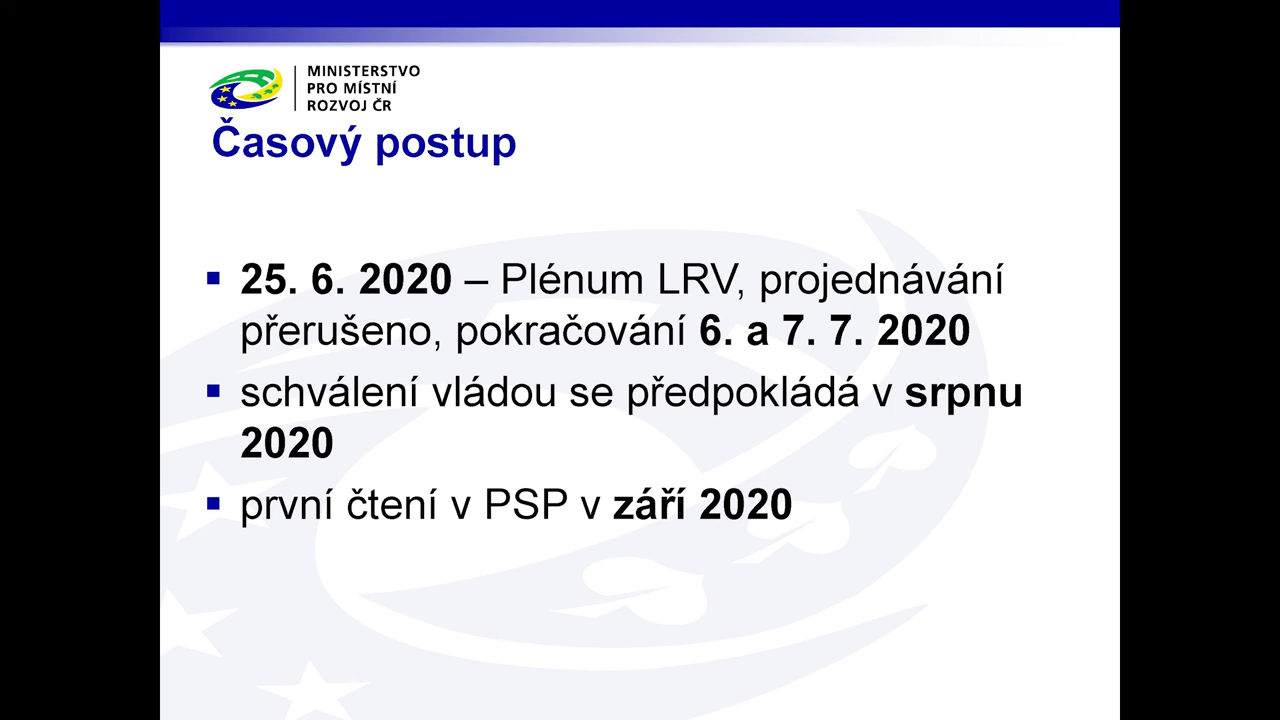 MINISTERSTVO
PRO MÍSTNÍ
ROZVOJ ČR
Časový postup
▪ 25. 6. 2020 – Plénum LRV, projednávání
přerušeno, pokračování 6. a 7. 7. 2020
▪ schválení vládou se předpokládá v srpnu
2020
▪ první čtení v PSP v září 2020